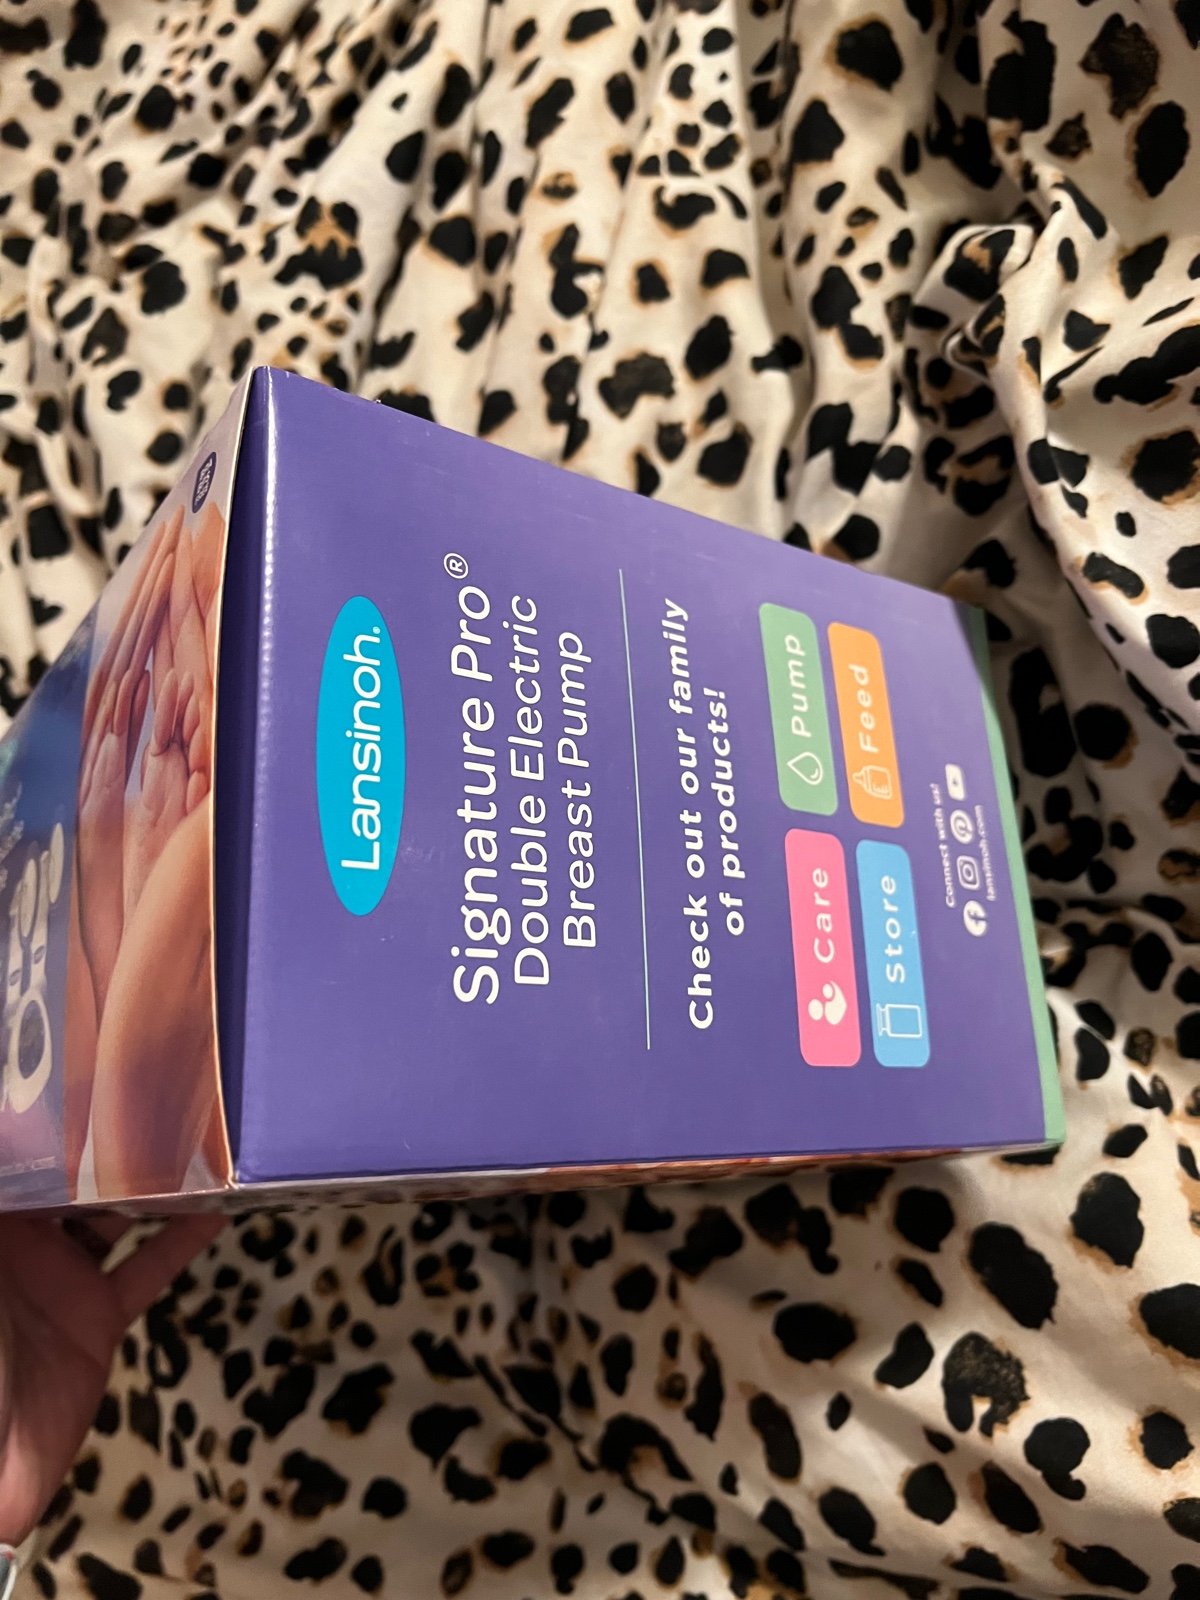 Lansinoh®
Signature Pro®
Double Electric
Breast Pump
Check out our family
of products!
Care
Pump
Store
Feed
Connect with us!
lansinoh.com